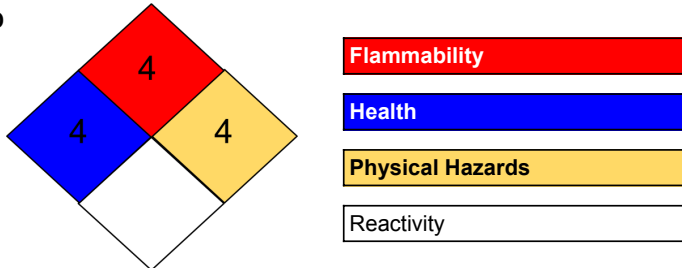 4
4 4
Flammability
Health
Physical Hazards
Reactivity